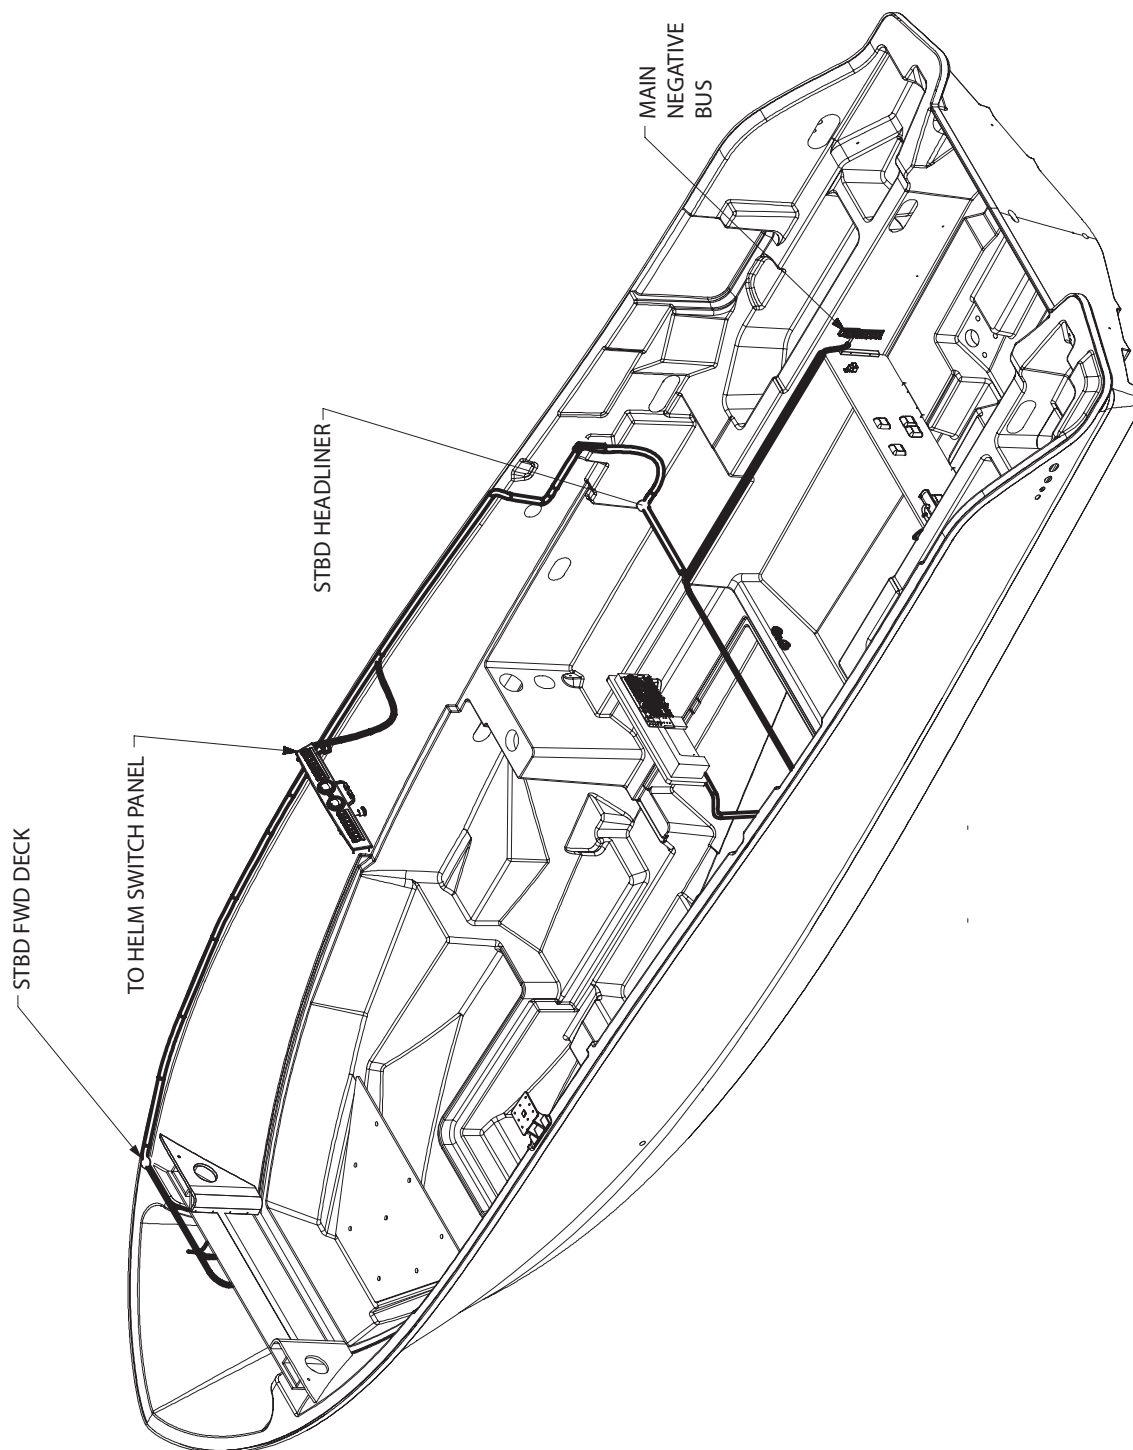 STBD FWD DECK
TO HELM SWITCH PANEL
STBD HEADLINER
MAIN
NEGATIVE
BUS